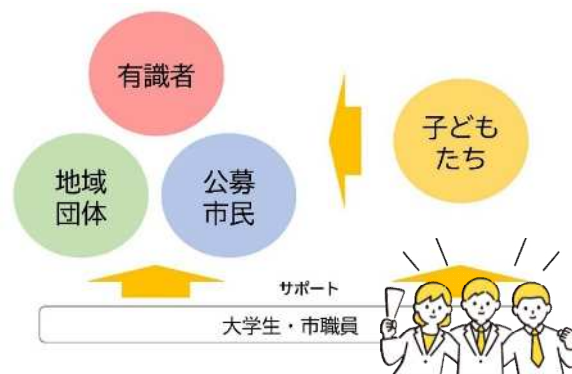 有識者
子ども
たち
地域
団体
公募
市民
サポート
大学生・市職員